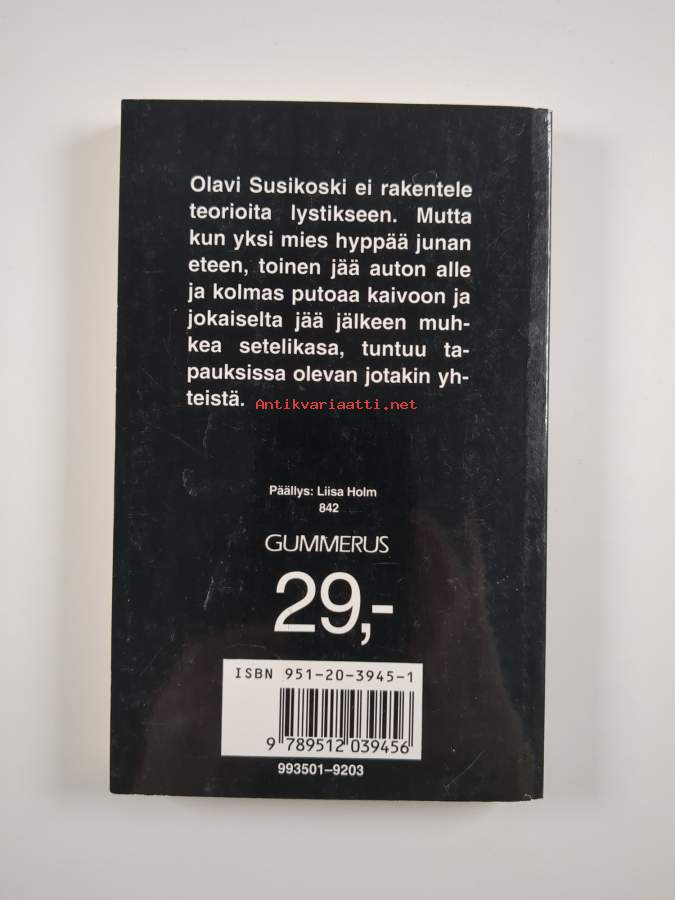 Olavi Susikoski ei rakentele
teorioita lystikseen. Mutta
kun yksi mies hyppää junan
eteen, toinen jää auton alle
ja kolmas putoaa kaivoon ja
jokaiselta jää jälkeen muh-
kea setelikasa, tuntuu ta-
pauksissa olevan jotakin yh-
teistä.
Antikvariaatti.net
Päällys: Liisa Holm
842
GUMMERUS
29,-
ISBN 951-20-3945-1
9 789512 039456
993501–9203